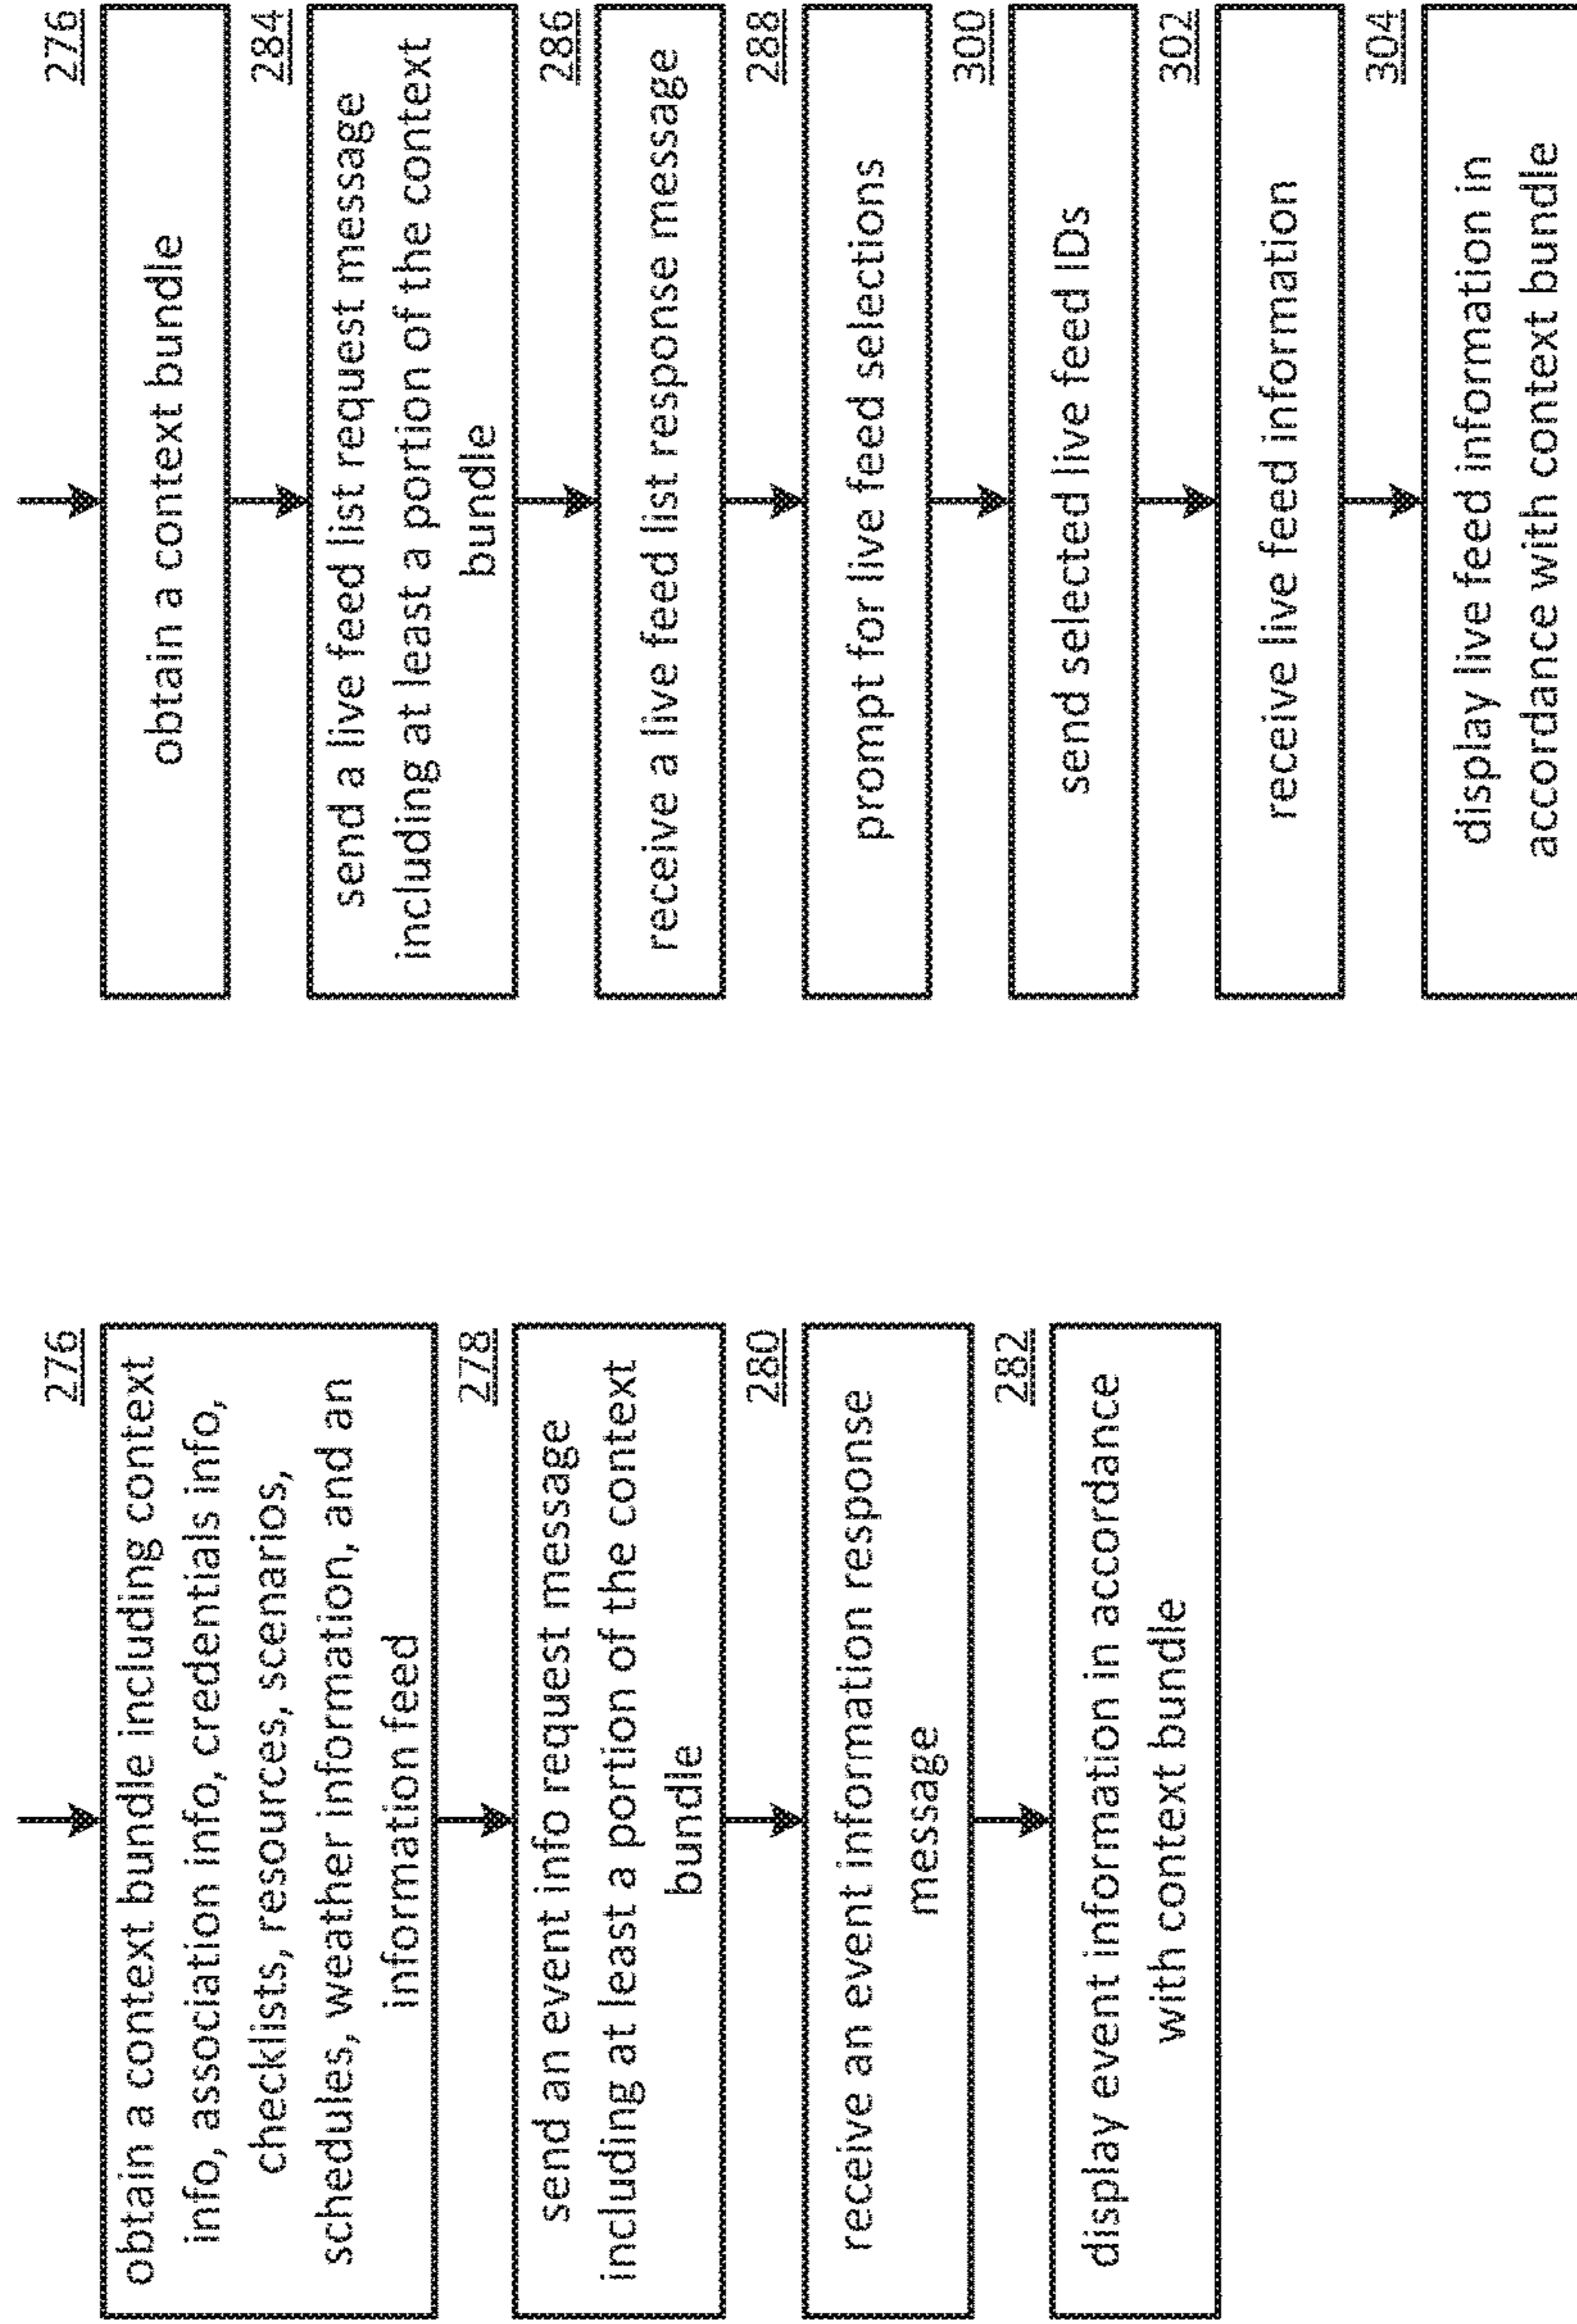 276
obtain a context bundle including context
info, association info, credentials info,
checklists, resources, scenarios,
schedules, weather information, and an
information feed
278
send an event info request message
including at least a portion of the context
bundle
280
receive an event information response
message
282
display event information in accordance
with context bundle
276
obtain a context bundle
284
send a live feed list request message
including at least a portion of the context
bundle
286
receive a live feed list response message
288
prompt for live feed selections
300
send selected live feed IDs
302
receive live feed information
304
display live feed information in
accordance with context bundle